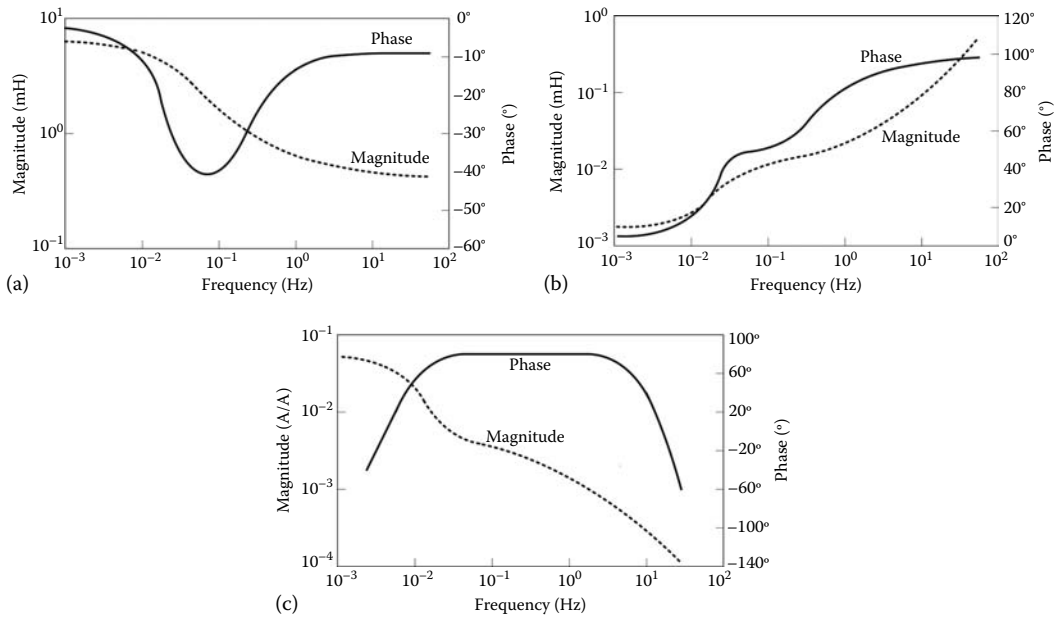 10¹
10⁰
10⁻¹
Magnitude (mH)
0°
−10°
−20°
−30°
−40°
−50°
−60°
Phase (°)
Phase
Magnitude
10⁻³
10⁻²
10⁻¹
10⁰
10¹
10²
Frequency (Hz)
(a)
10⁰
10⁻¹
10⁻²
10⁻³
Magnitude (mH)
120°
100°
80°
60°
40°
20°
0°
Phase (°)
Phase
Magnitude
10⁻³
10⁻²
10⁻¹
10⁰
10¹
10²
Frequency (Hz)
(b)
10⁻¹
10⁻²
10⁻³
10⁻⁴
Magnitude (A/A)
100°
60°
20°
−20°
−60°
−100°
−140°
Phase (°)
Phase
Magnitude
10⁻³
10⁻²
10⁻¹
10⁰
10¹
10²
Frequency (Hz)
(c)